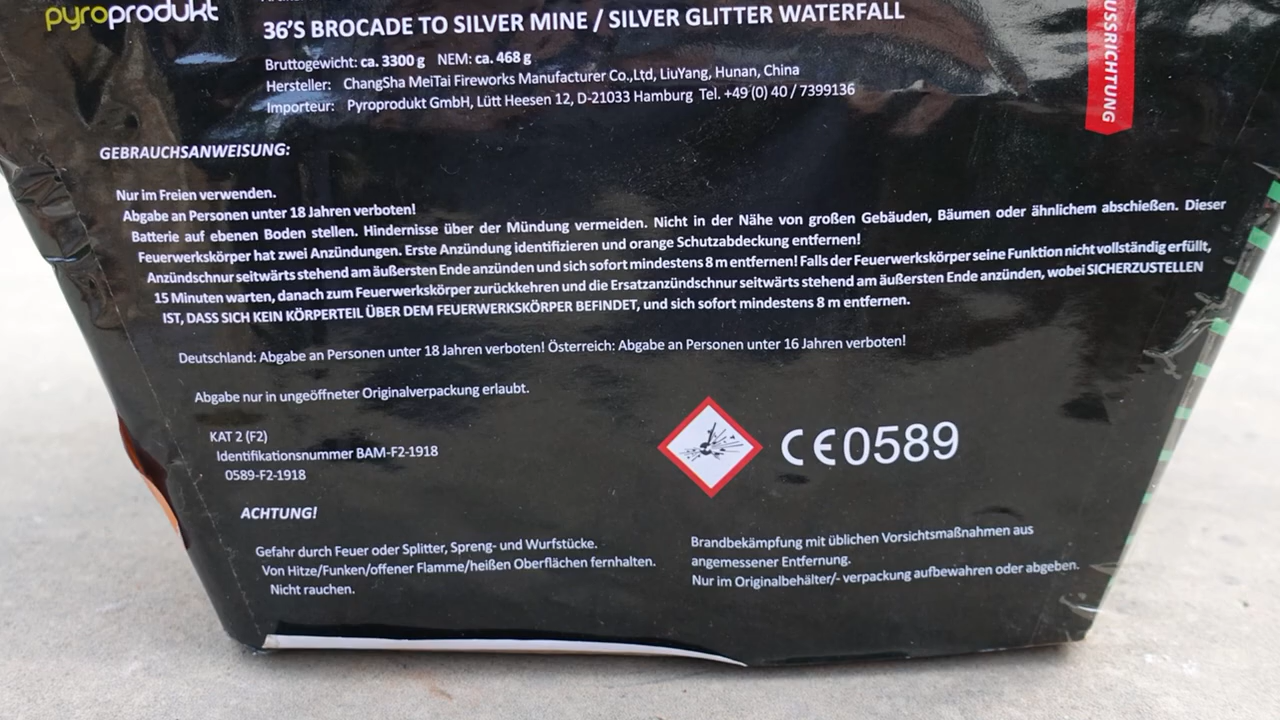 pyroprodukt
36'S BROCADE TO SILVER MINE / SILVER GLITTER WATERFALL
Bruttogewicht: ca. 3300 g NEM: ca. 468 g
Hersteller: ChangSha MeiTai Fireworks Manufacturer Co.,Ltd, LiuYang, Hunan, China
Importeur: Pyroprodukt GmbH, Lütt Heesen 12, D-21033 Hamburg Tel. +49 (0) 40 / 7399136
USSRICHTUNG
GEBRAUCHSANWEISUNG:
Nur im Freien verwenden.
Abgabe an Personen unter 18 Jahren verboten!
Batterie auf ebenen Boden stellen. Hindernisse über der Mündung vermeiden. Nicht in der Nähe von großen Gebäuden, Bäumen oder ähnlichem abschießen. Dieser
Feuerwerkskörper hat zwei Anzündungen. Erste Anzündung identifizieren und orange Schutzabdeckung entfernen!
Anzündschnur seitwärts stehend am äußersten Ende anzünden und sich sofort mindestens 8 m entfernen! Falls der Feuerwerkskörper seine Funktion nicht vollständig erfüllt,
15 Minuten warten, danach zum Feuerwerkskörper zurückkehren und die Ersatzanzündschnur seitwärts stehend am äußersten Ende anzünden, wobei SICHERZUSTELLEN
IST, DASS SICH KEIN KÖRPERTEIL ÜBER DEM FEUERWERKSKÖRPER BEFINDET, und sich sofort mindestens 8 m entfernen.
Deutschland: Abgabe an Personen unter 18 Jahren verboten! Österreich: Abgabe an Personen unter 16 Jahren verboten!
Abgabe nur in ungeöffneter Originalverpackung erlaubt.
KAT 2 (F2)
Identifikationsnummer BAM-F2-1918
0589-F2-1918
CE0589
ACHTUNG!
Gefahr durch Feuer oder Splitter, Spreng- und Wurfstücke.
Von Hitze/Funken/offener Flamme/heißen Oberflächen fernhalten.
Nicht rauchen.
Brandbekämpfung mit üblichen Vorsichtsmaßnahmen aus
angemessener Entfernung.
Nur im Originalbehälter/- verpackung aufbewahren oder abgeben.